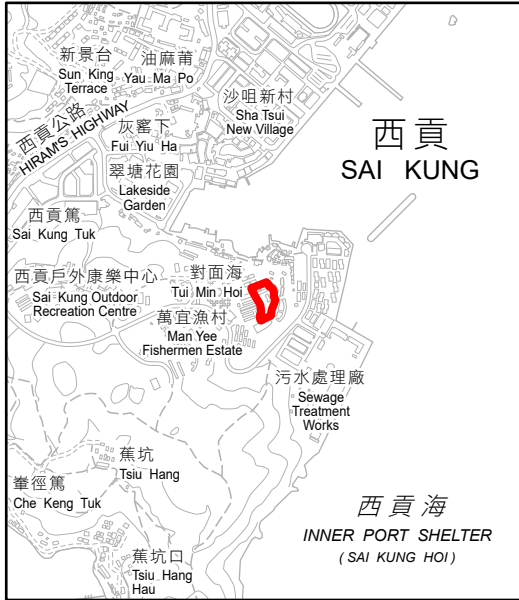 新景台
Sun King
Terrace
油麻莆
Yau Ma Po
沙咀新村
Sha Tsui
New Village
西貢公路
HIRAM'S HIGHWAY
灰窰下
Fui Yiu Ha
西貢
SAI KUNG
翠塘花園
Lakeside
Garden
西貢篤
Sai Kung Tuk
西貢戶外康樂中心
Sai Kung Outdoor
Recreation Centre
對面海
Tui Min Hoi
萬宜漁村
Man Yee
Fishermen Estate
污水處理廠
Sewage
Treatment
Works
蕉坑
Tsiu Hang
輋徑篤
Che Keng Tuk
西貢海
INNER PORT SHELTER
( SAI KUNG HOI )
蕉坑口
Tsiu Hang
Hau